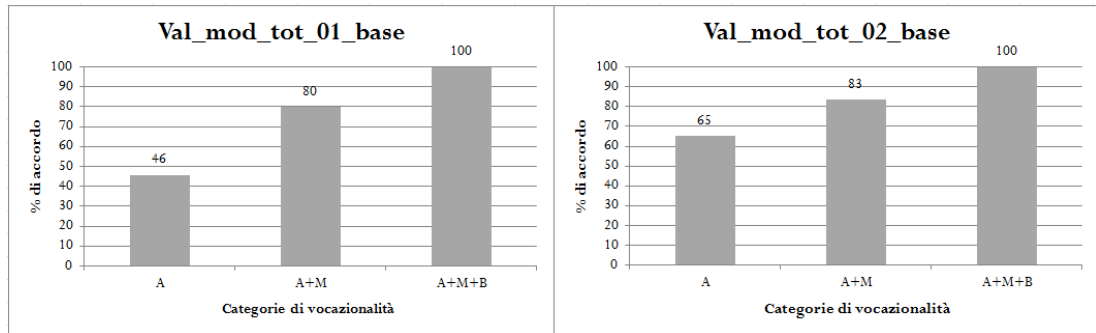 Val_mod_tot_01_base
100
100
90
80
70
60
50
40
30
20
10
0
46
80
% di accordo
A
A+M
A+M+B
Categorie di vocazionalità
Val_mod_tot_02_base
100
100
90
80
70
60
50
40
30
20
10
0
65
83
% di accordo
A
A+M
A+M+B
Categorie di vocazionalità